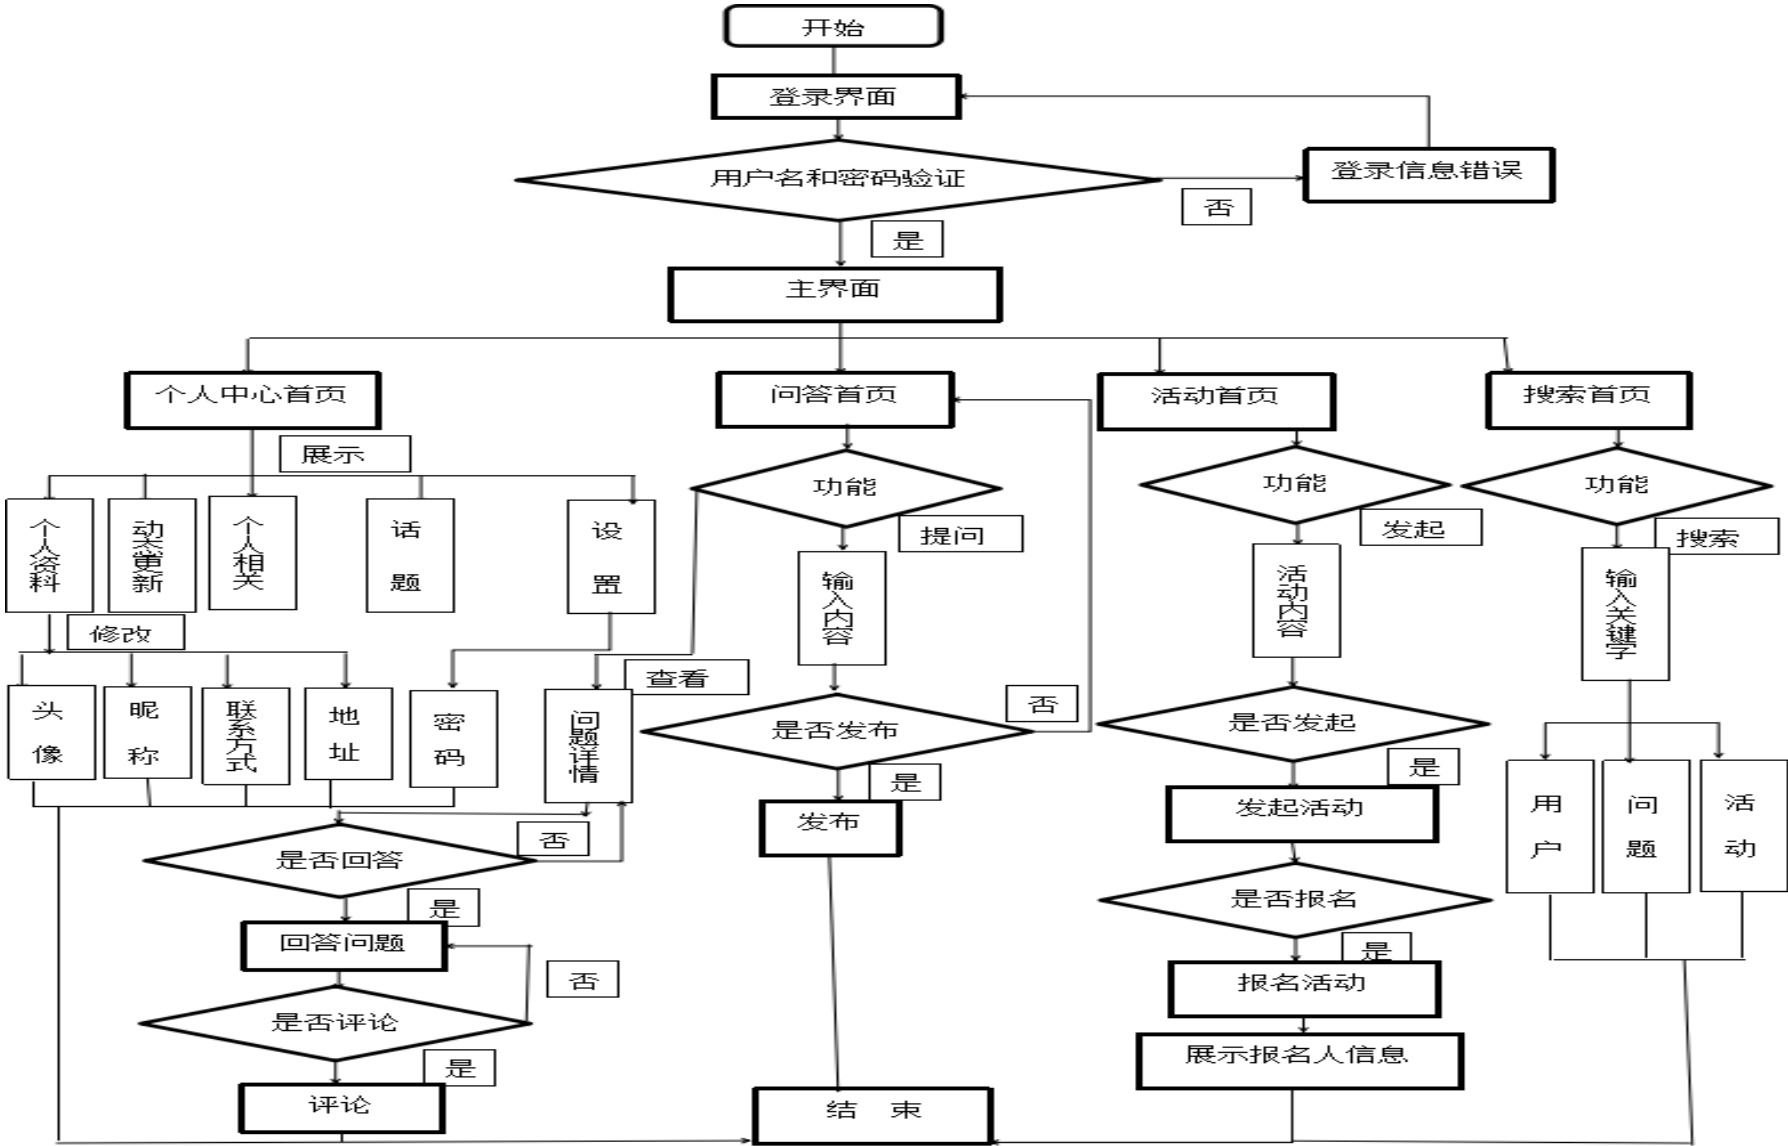 开始
登录界面
用户名和密码验证
登录信息错误
否
是
主界面
个人中心首页
问答首页
活动首页
搜索首页
展示
功能
功能
功能
提问
发起
搜索
个人资料
动态更新
个人相关
话题
设置
输入内容
活动内容
输入关键字
修改
查看
头像
昵称
联系方式
地址
密码
问题详情
是否发布
否
是否发起
是
是
发布
发起活动
用户
问题
活动
是否回答
否
是
是否报名
是
回答问题
否
报名活动
是否评论
是
展示报名人信息
评论
结 束